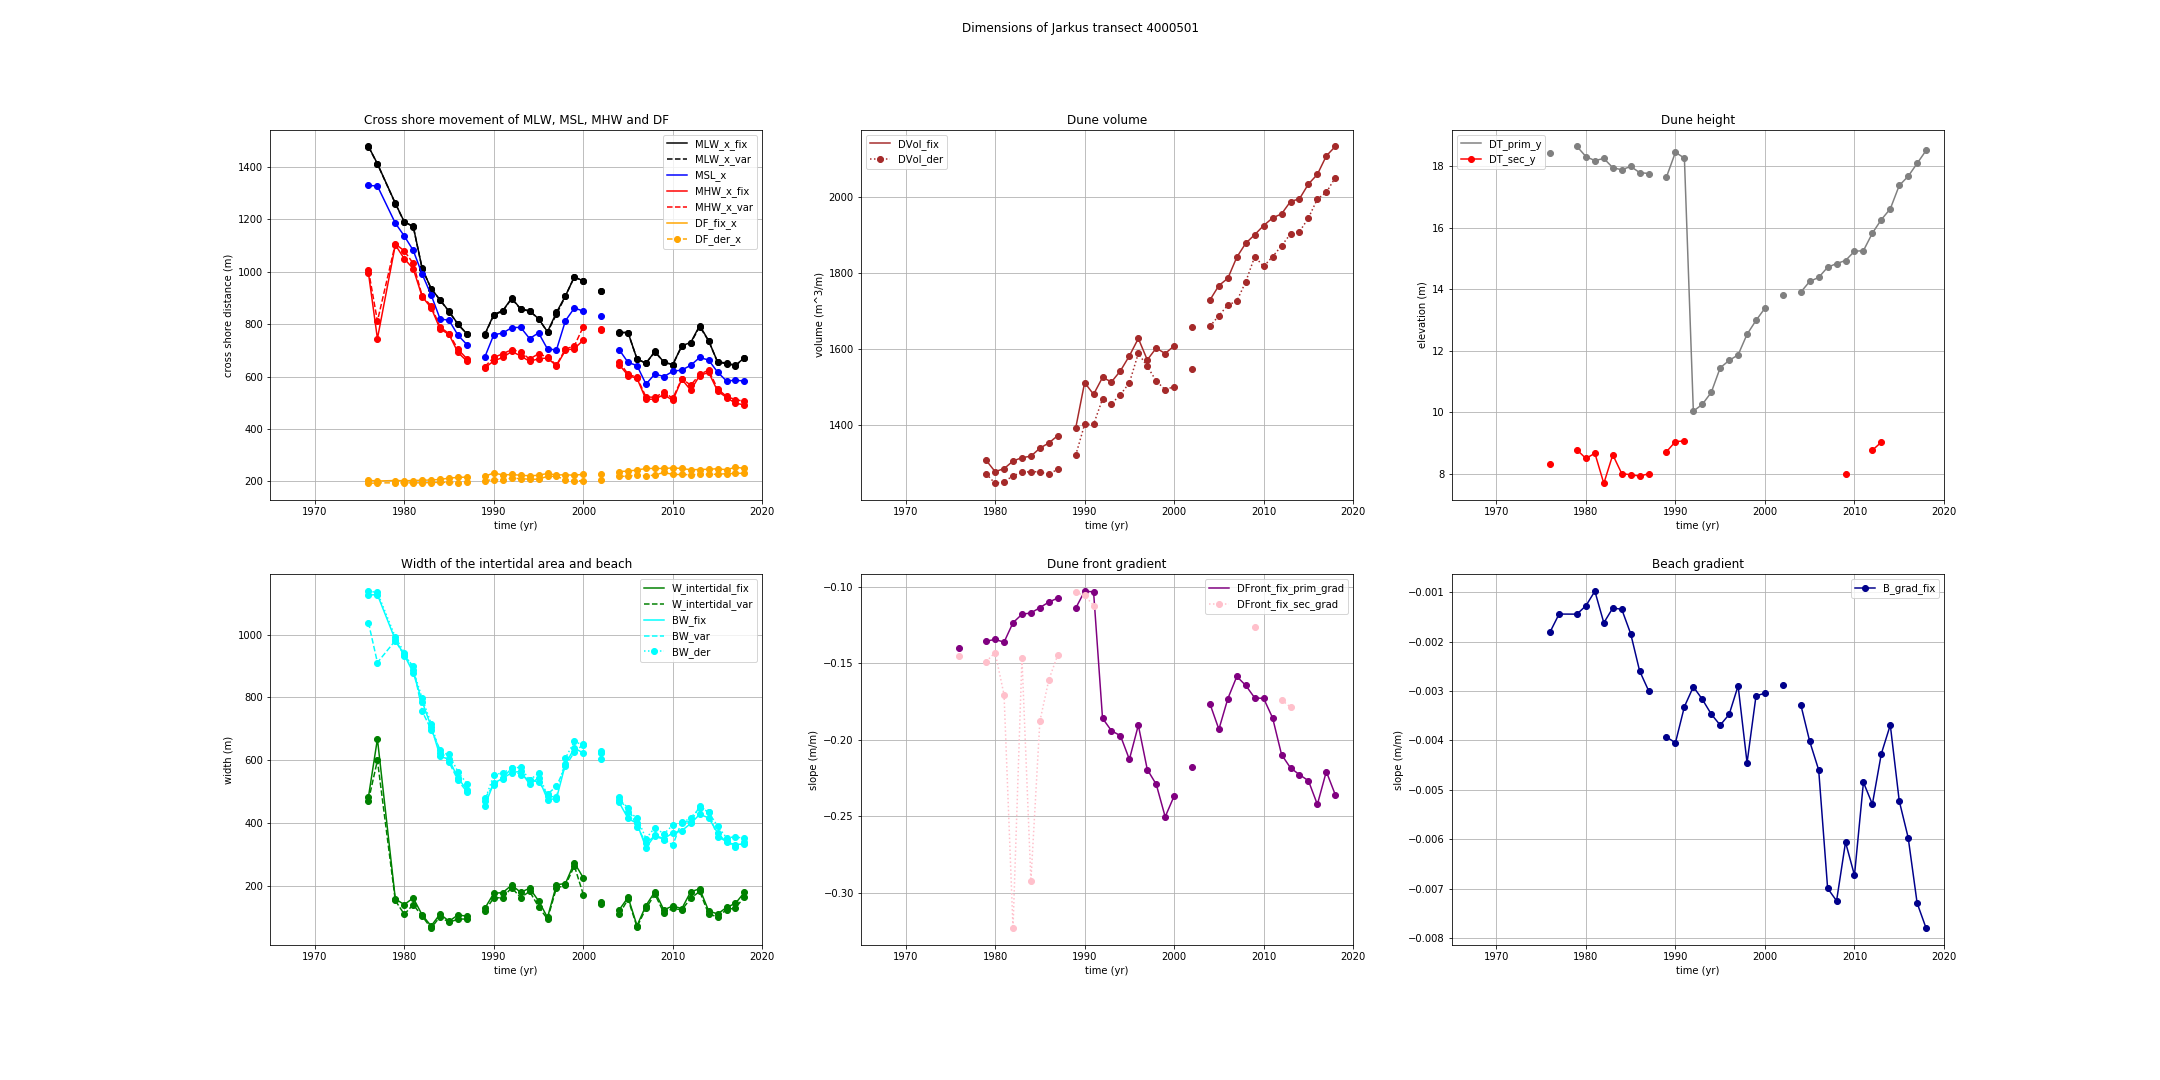 Dimensions of Jarkus transect 4000501
Cross shore movement of MLW, MSL, MHW and DF
cross shore distance (m)
1400
1200
1000
800
600
400
200
MLW_x_fix
MLW_x_var
MSL_x
MHW_x_fix
MHW_x_var
DF_fix_x
DF_der_x
1970 1980 1990 2000 2010 2020
time (yr)
Dune volume
volume (m^3/m)
2000
1800
1600
1400
DVol_fix
DVol_der
1970 1980 1990 2000 2010 2020
time (yr)
Dune height
elevation (m)
18
16
14
12
10
8
DT_prim_y
DT_sec_y
1970 1980 1990 2000 2010 2020
time (yr)
Width of the intertidal area and beach
width (m)
1000
800
600
400
200
W_intertidal_fix
W_intertidal_var
BW_fix
BW_var
BW_der
1970 1980 1990 2000 2010 2020
time (yr)
Dune front gradient
slope (m/m)
−0.10
−0.15
−0.20
−0.25
−0.30
DFront_fix_prim_grad
DFront_fix_sec_grad
1970 1980 1990 2000 2010 2020
time (yr)
Beach gradient
slope (m/m)
−0.001
−0.002
−0.003
−0.004
−0.005
−0.006
−0.007
−0.008
B_grad_fix
1970 1980 1990 2000 2010 2020
time (yr)